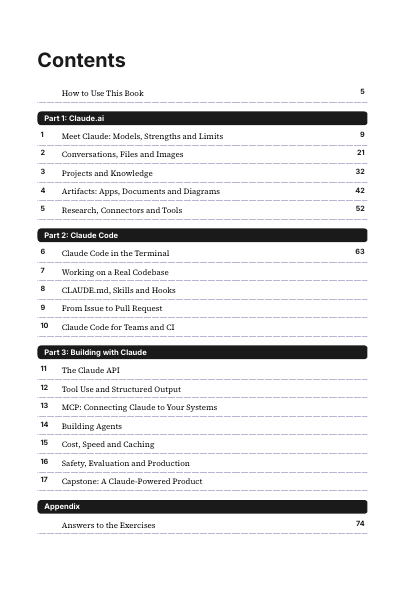 Contents
How to Use This Book 5
Part 1: Claude.ai
1 Meet Claude: Models, Strengths and Limits 9
2 Conversations, Files and Images 21
3 Projects and Knowledge 32
4 Artifacts: Apps, Documents and Diagrams 42
5 Research, Connectors and Tools 52
Part 2: Claude Code
6 Claude Code in the Terminal 63
7 Working on a Real Codebase
8 CLAUDE.md, Skills and Hooks
9 From Issue to Pull Request
10 Claude Code for Teams and CI
Part 3: Building with Claude
11 The Claude API
12 Tool Use and Structured Output
13 MCP: Connecting Claude to Your Systems
14 Building Agents
15 Cost, Speed and Caching
16 Safety, Evaluation and Production
17 Capstone: A Claude-Powered Product
Appendix
Answers to the Exercises 74